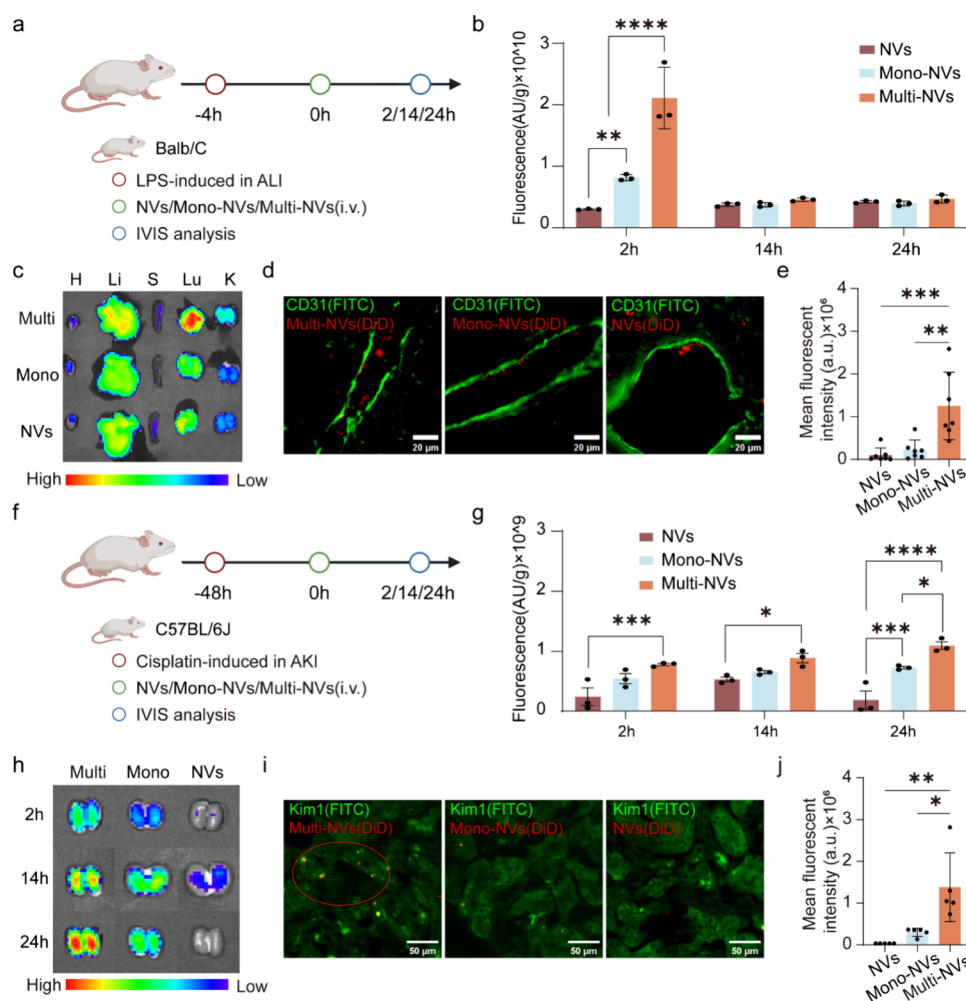 a
-4h
0h
2/14/24h
Balb/C
LPS-induced in ALI
NVs/Mono-NVs/Multi-NVs(i.v.)
IVIS analysis
b
Fluorescence(AU/g)×10^10
3
2
1
0
**
****
NVs
Mono-NVs
Multi-NVs
2h
14h
24h
c
H
Li
S
Lu
K
Multi
Mono
NVs
High
Low
d
CD31(FITC)
Multi-NVs(DiD)
20 μm
CD31(FITC)
Mono-NVs(DiD)
20 μm
CD31(FITC)
NVs(DiD)
20 μm
e
Mean fluorescent
intensity (a.u.)×10⁶
4
3
2
1
0
***
**
NVs
Mono-NVs
Multi-NVs
f
-48h
0h
2/14/24h
C57BL/6J
Cisplatin-induced in AKI
NVs/Mono-NVs/Multi-NVs(i.v.)
IVIS analysis
g
Fluorescence(AU/g)×10^9
3
2
1
0
NVs
Mono-NVs
Multi-NVs
***
*
****
*
***
2h
14h
24h
h
Multi
Mono
NVs
2h
14h
24h
High
Low
i
Kim1(FITC)
Multi-NVs(DiD)
50 μm
Kim1(FITC)
Mono-NVs(DiD)
50 μm
Kim1(FITC)
NVs(DiD)
50 μm
j
Mean fluorescent
intensity (a.u.)×10⁶
4
3
2
1
0
**
*
NVs
Mono-NVs
Multi-NVs